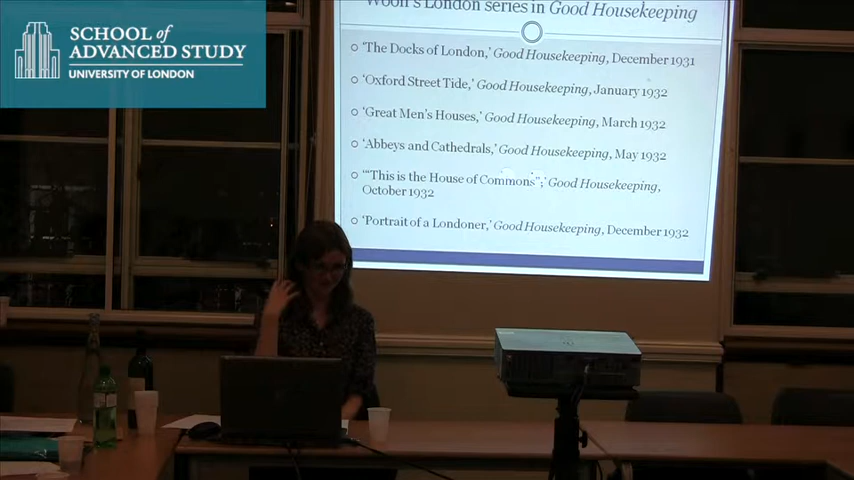 SCHOOL of
ADVANCED STUDY
UNIVERSITY OF LONDON
Woolf's London series in Good Housekeeping
'The Docks of London,' Good Housekeeping, December 1931
'Oxford Street Tide,' Good Housekeeping, January 1932
'Great Men's Houses,' Good Housekeeping, March 1932
'Abbeys and Cathedrals,' Good Housekeeping, May 1932
'"This is the House of Commons",' Good Housekeeping,
October 1932
'Portrait of a Londoner,' Good Housekeeping, December 1932